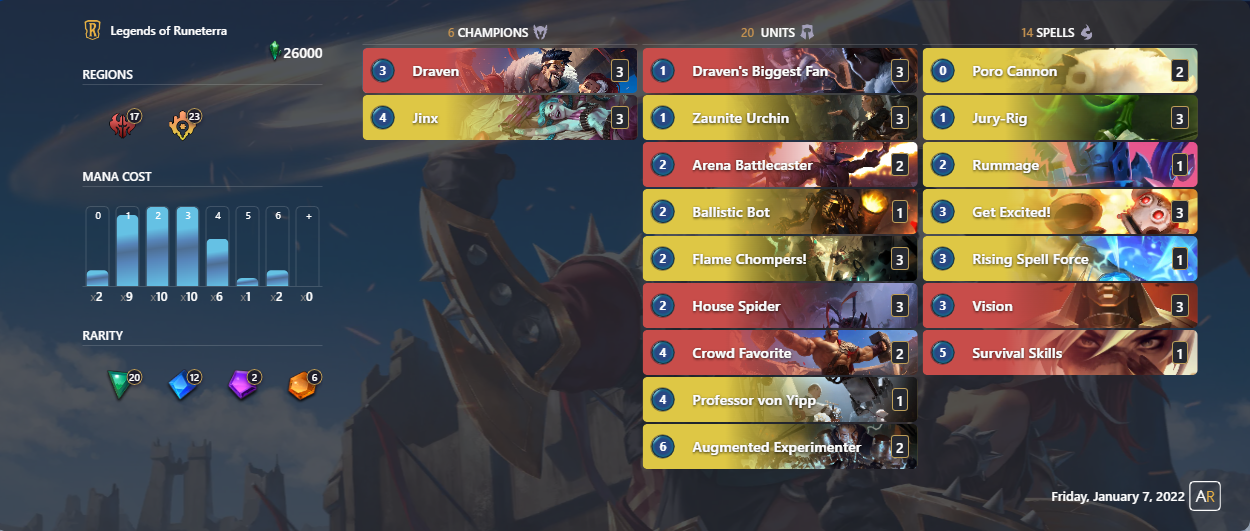 Legends of Runeterra
26000
REGIONS
17
23
MANA COST
0 1 2 3 4 5 6 +
x2 x9 x10 x10 x6 x1 x2 x0
RARITY
20 12 2 6
6 CHAMPIONS
3 Draven 3
4 Jinx 3
20 UNITS
1 Draven's Biggest Fan 3
1 Zaunite Urchin 3
2 Arena Battlecaster 2
2 Ballistic Bot 1
2 Flame Chompers! 3
2 House Spider 3
4 Crowd Favorite 2
4 Professor von Yipp 1
6 Augmented Experimenter 2
14 SPELLS
0 Poro Cannon 2
1 Jury-Rig 3
2 Rummage 1
3 Get Excited! 3
3 Rising Spell Force 1
3 Vision 3
5 Survival Skills 1
Friday, January 7, 2022 AR